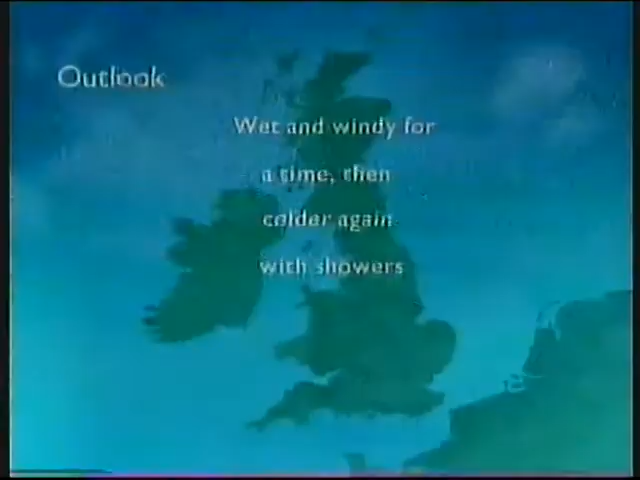 Outlook
Wet and windy for
a time, then
colder again
with showers